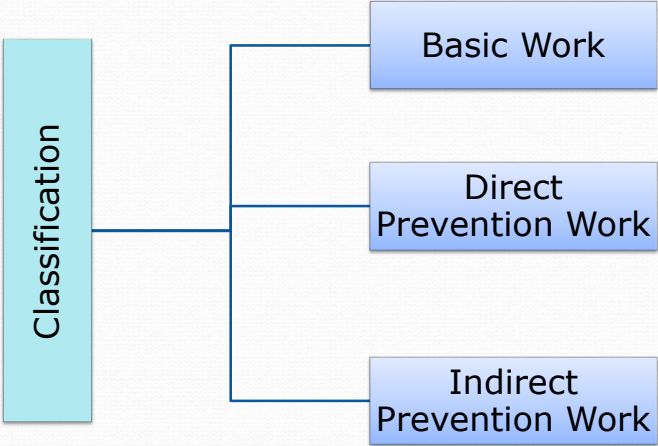 Classification
Basic Work
Direct
Prevention Work
Indirect
Prevention Work